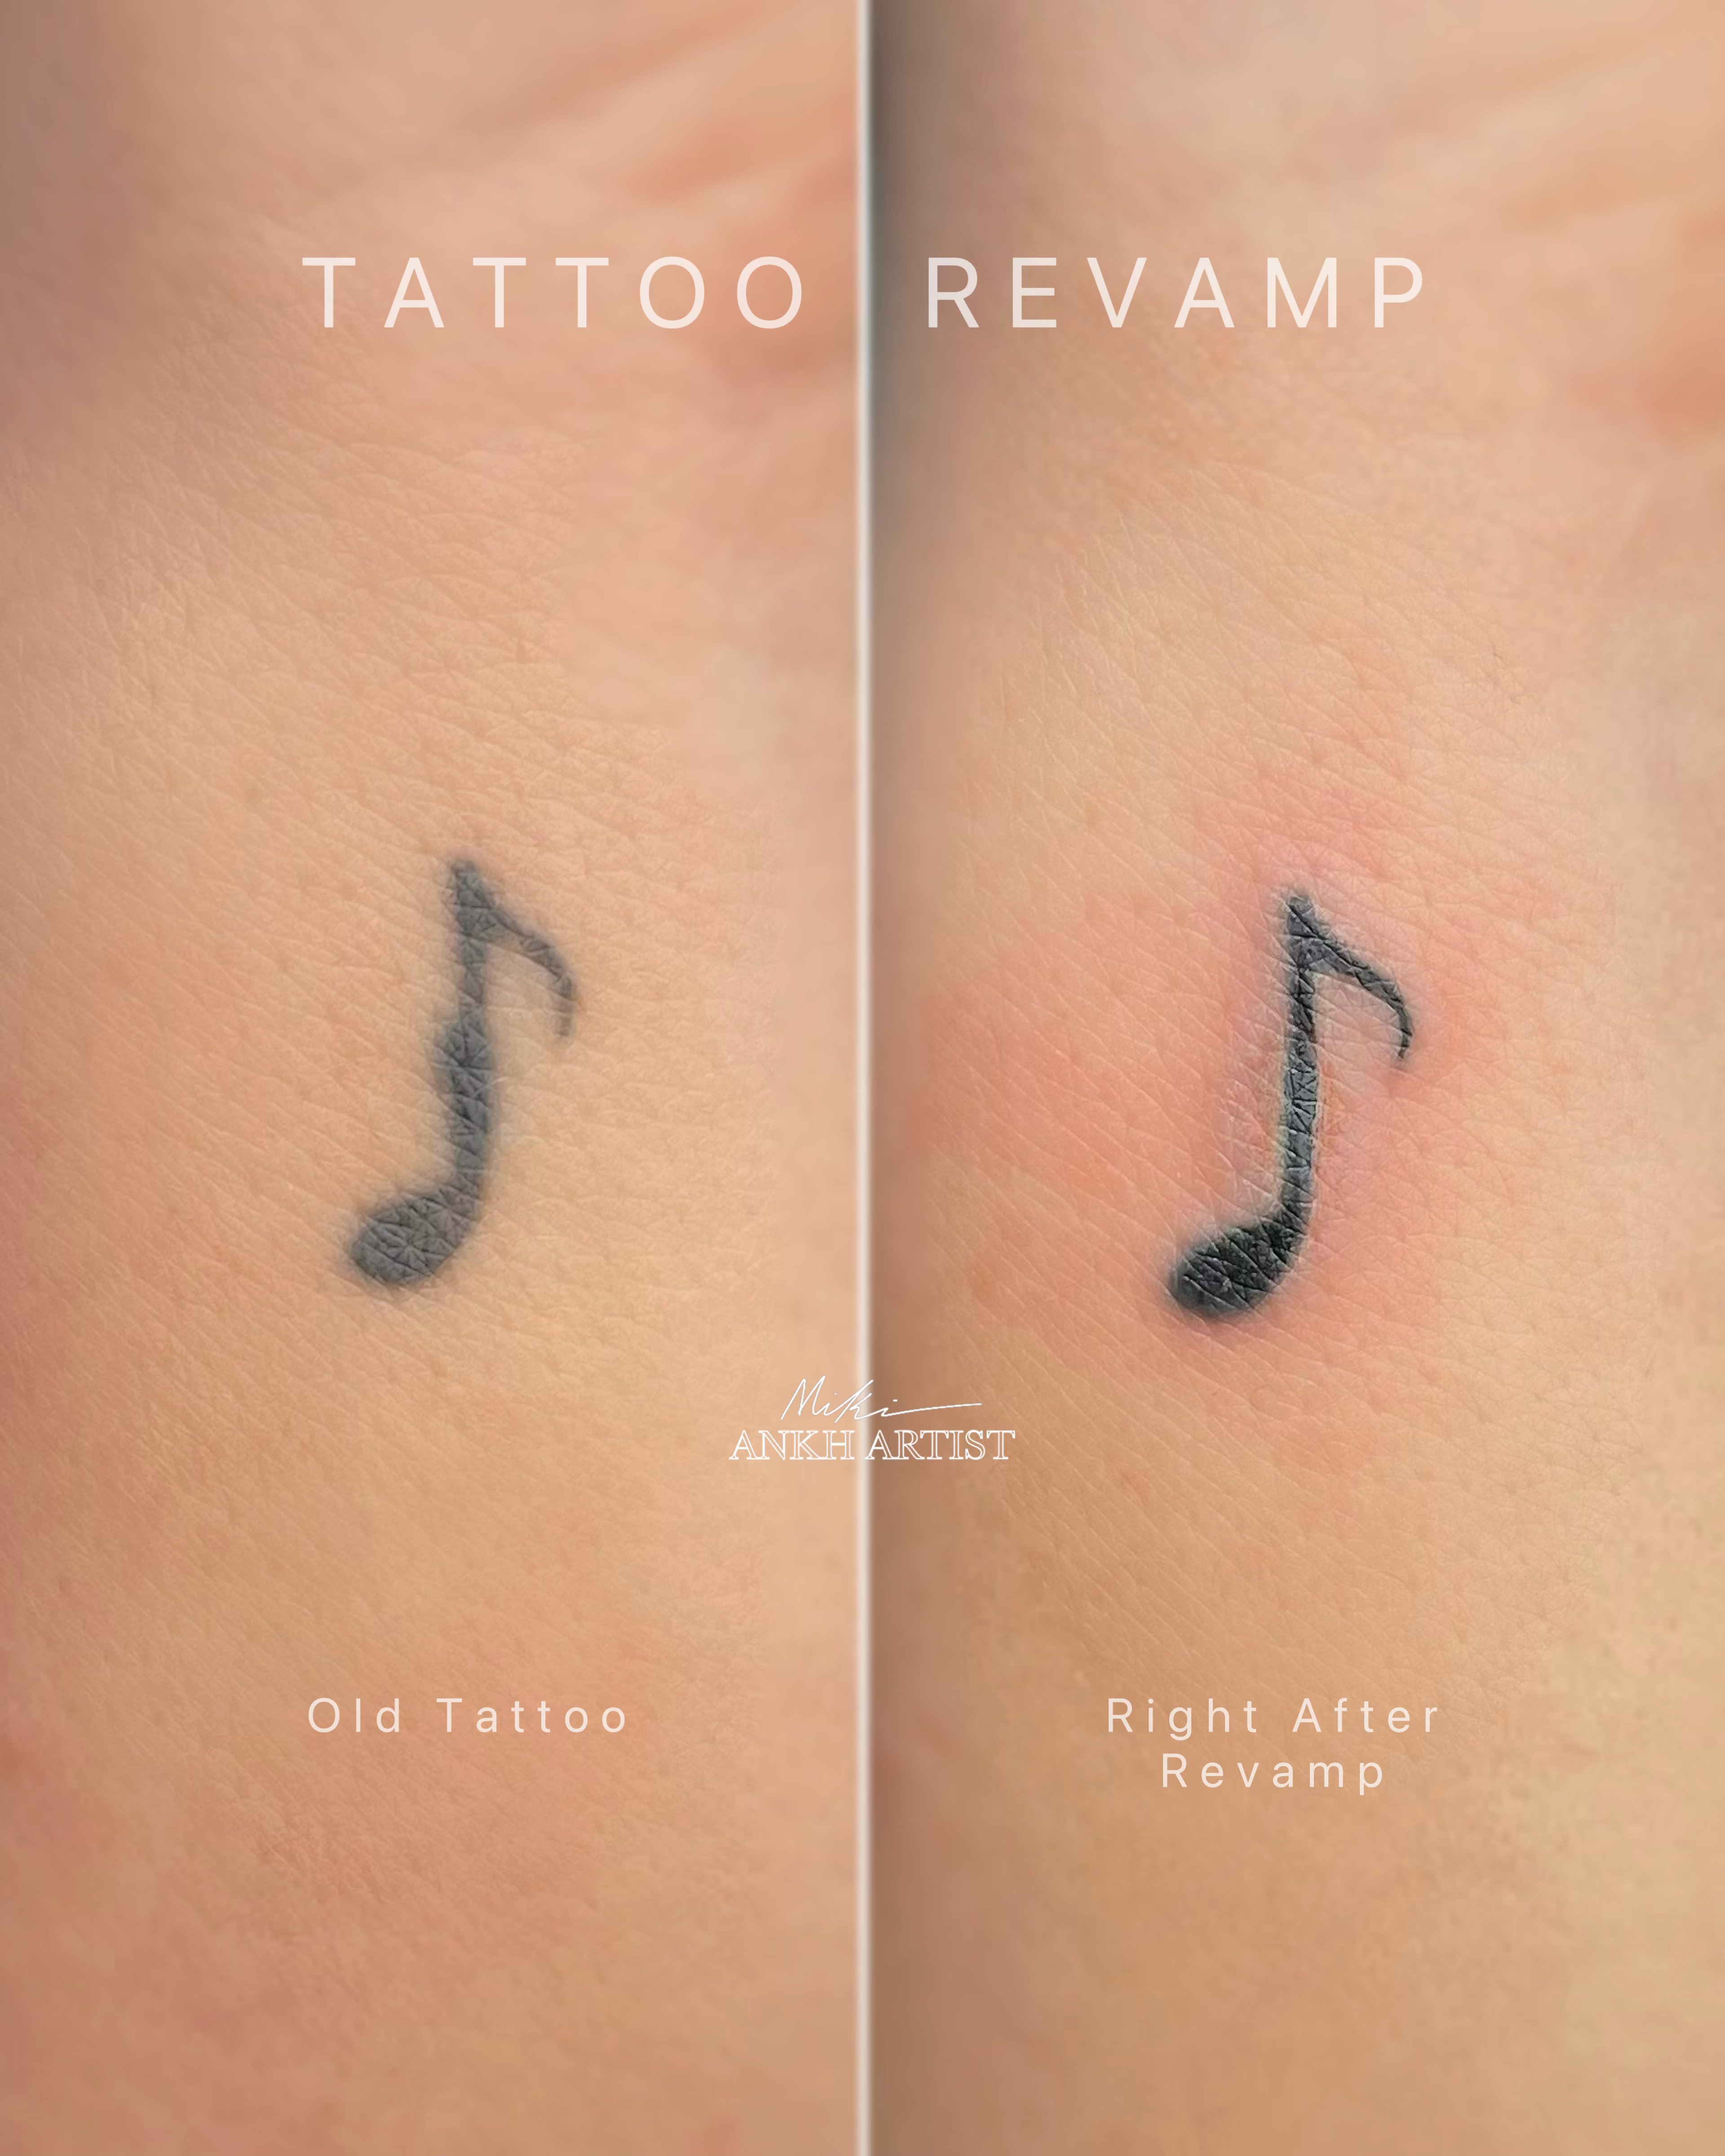 TATTOO REVAMP
Miki
ANKH ARTIST
Old Tattoo
Right After
Revamp